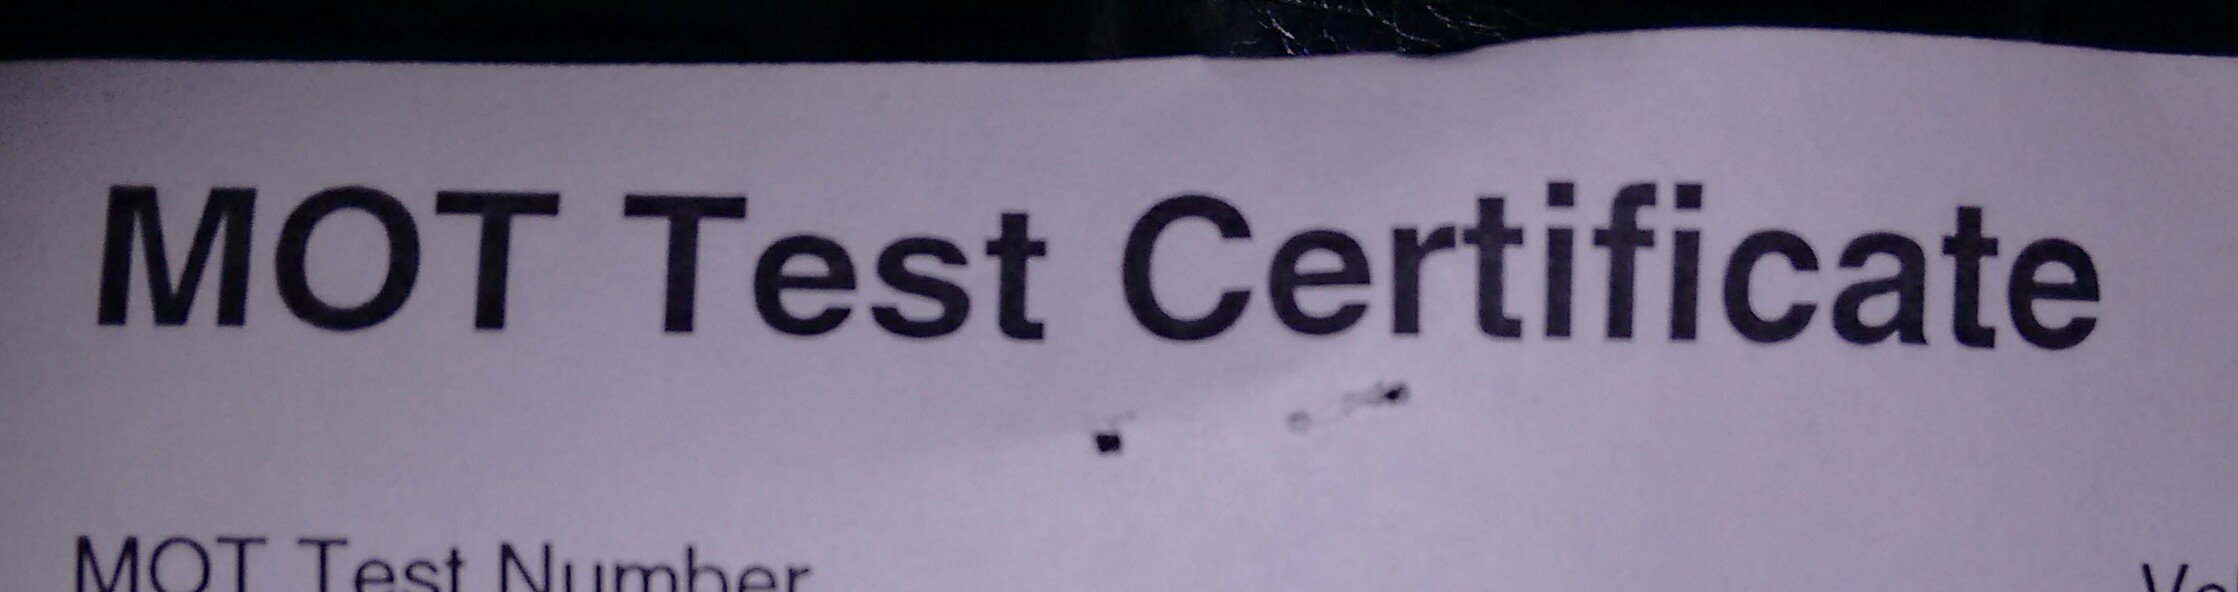 MOT Test Certificate
MOT Test Number